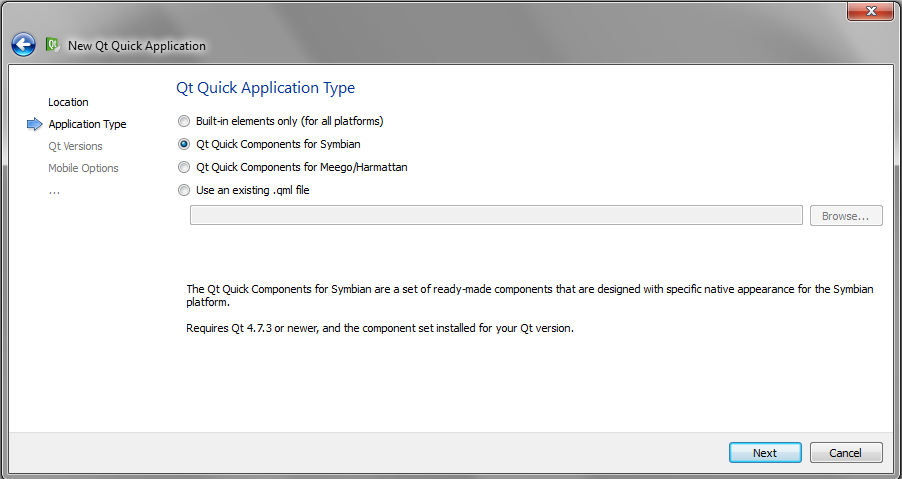 New Qt Quick Application
Location
Application Type
Qt Versions
Mobile Options
...
Qt Quick Application Type
Built-in elements only (for all platforms)
Qt Quick Components for Symbian
Qt Quick Components for Meego/Harmattan
Use an existing .qml file
Browse...
The Qt Quick Components for Symbian are a set of ready-made components that are designed with specific native appearance for the Symbian
platform.
Requires Qt 4.7.3 or newer, and the component set installed for your Qt version.
Next
Cancel